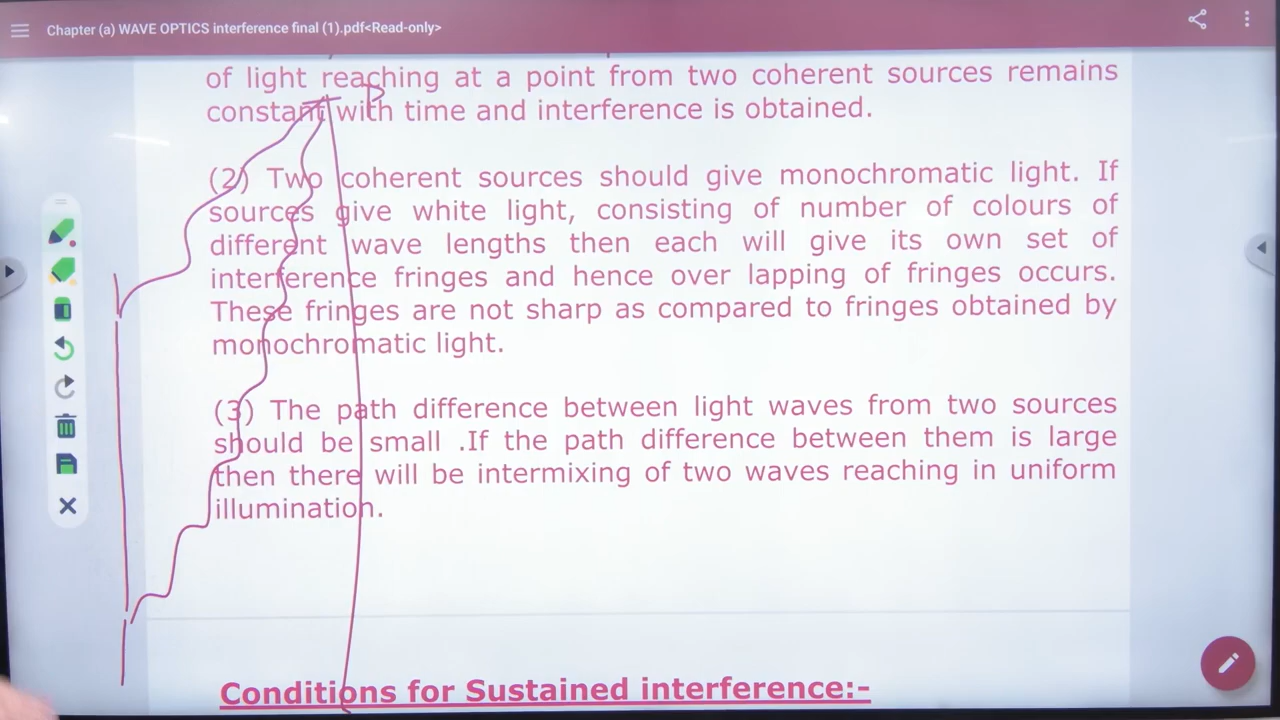 Chapter (a) WAVE OPTICS interference final (1).pdf<Read-only>
of light reaching at a point from two coherent sources remains
constant with time and interference is obtained.
P
(2) Two coherent sources should give monochromatic light. If
sources give white light, consisting of number of colours of
different wave lengths then each will give its own set of
interference fringes and hence over lapping of fringes occurs.
These fringes are not sharp as compared to fringes obtained by
monochromatic light.
(3) The path difference between light waves from two sources
should be small .If the path difference between them is large
then there will be intermixing of two waves reaching in uniform
illumination.
Conditions for Sustained interference:-